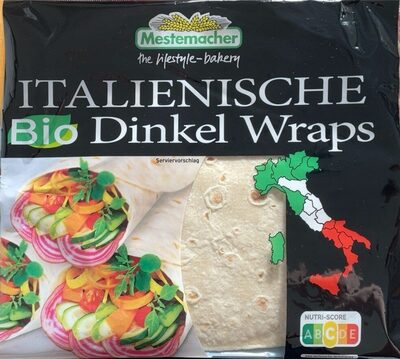 Mestemacher
the lifestyle-bakery
ITALIENISCHE
Bio Dinkel Wraps
Serviervorschlag
NUTRI-SCORE
A B C D E